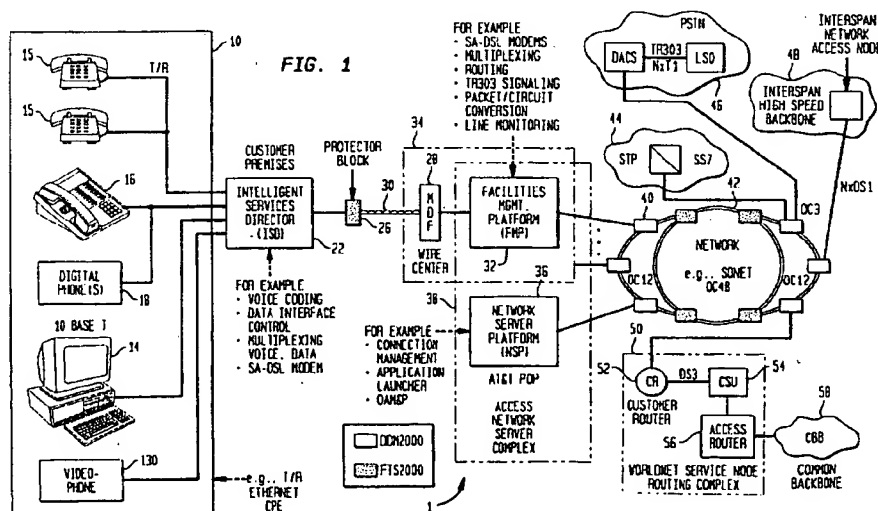 FIG. 1
10
15
T/R
15
16
DIGITAL
PHONE(S)
18
10 BASE T
14
VIDEO-
PHONE
130
e.g., T/R
ETHERNET
CPE
CUSTOMER
PREMISES
INTELLIGENT
SERVICES
DIRECTOR
(ISD)
22
FOR EXAMPLE
• VOICE CODING
• DATA INTERFACE
CONTROL
• MULTIPLEXING
VOICE, DATA
• SA-DSL MODEM
PROTECTOR
BLOCK
26
30
34
28
MDF
WIRE
CENTER
FOR EXAMPLE
• SA-DSL MODEMS
• MULTIPLEXING
• ROUTING
• TR303 SIGNALING
• PACKET/CIRCUIT
CONVERSION
• LINE MONITORING
FACILITIES
MGMT.
PLATFORM
(FMP)
32
38
36
NETWORK
SERVER
PLATFORM
(NSP)
AT&T POP
ACCESS
NETWORK
SERVER
COMPLEX
FOR EXAMPLE
• CONNECTION
MANAGEMENT
• APPLICATION
LAUNCHER
• OAM&P
DDM2000
FTS2000
1
PSTN
DACS
TR303
NxT1
LSO
46
44
STP
SS7
INTERSPAN
NETWORK
ACCESS NODE
48
INTERSPAN
HIGH SPEED
BACKBONE
NxDS1
40
42
OC3
OC12
NETWORK
e.g., SONET
OC48
OC12
50
52
CR
DS3
CSU
54
CUSTOMER
ROUTER
56
ACCESS
ROUTER
58
CBB
COMMON
BACKBONE
WORLDNET SERVICE NODE
ROUTING COMPLEX